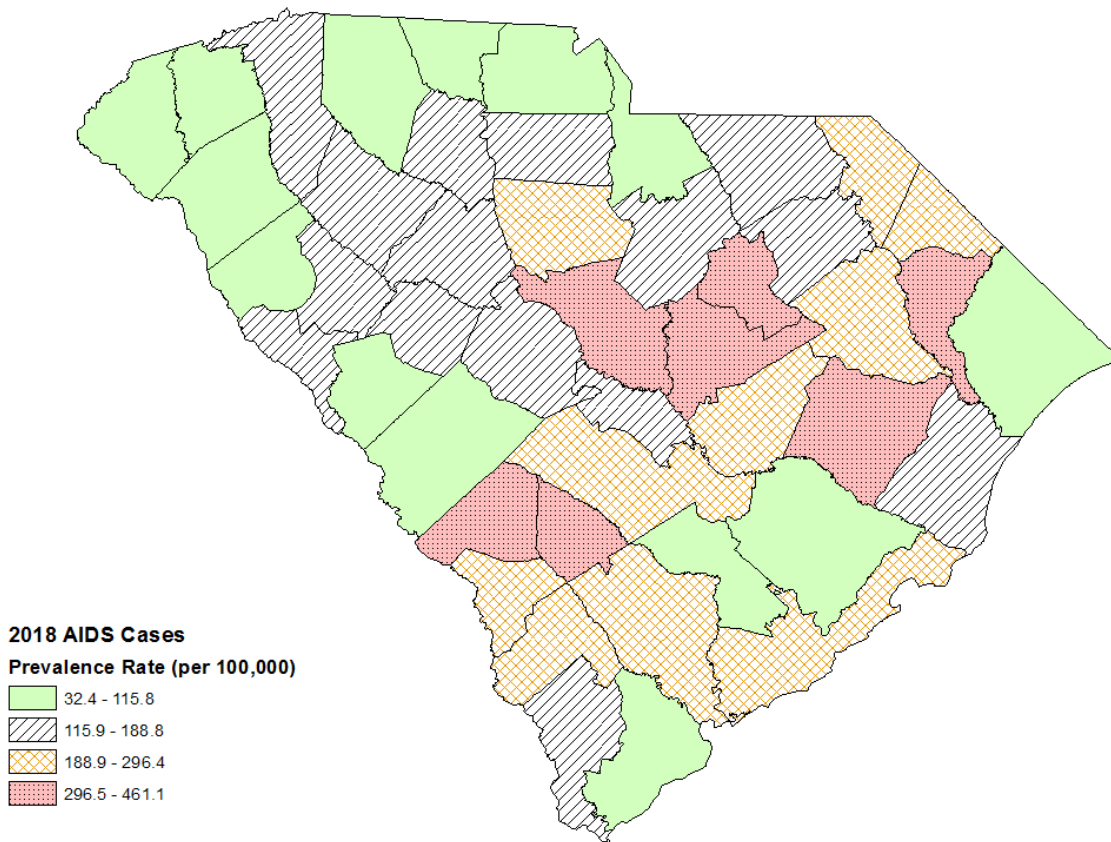 2018 AIDS Cases
Prevalence Rate (per 100,000)
32.4 - 115.8
115.9 - 188.8
188.9 - 296.4
296.5 - 461.1